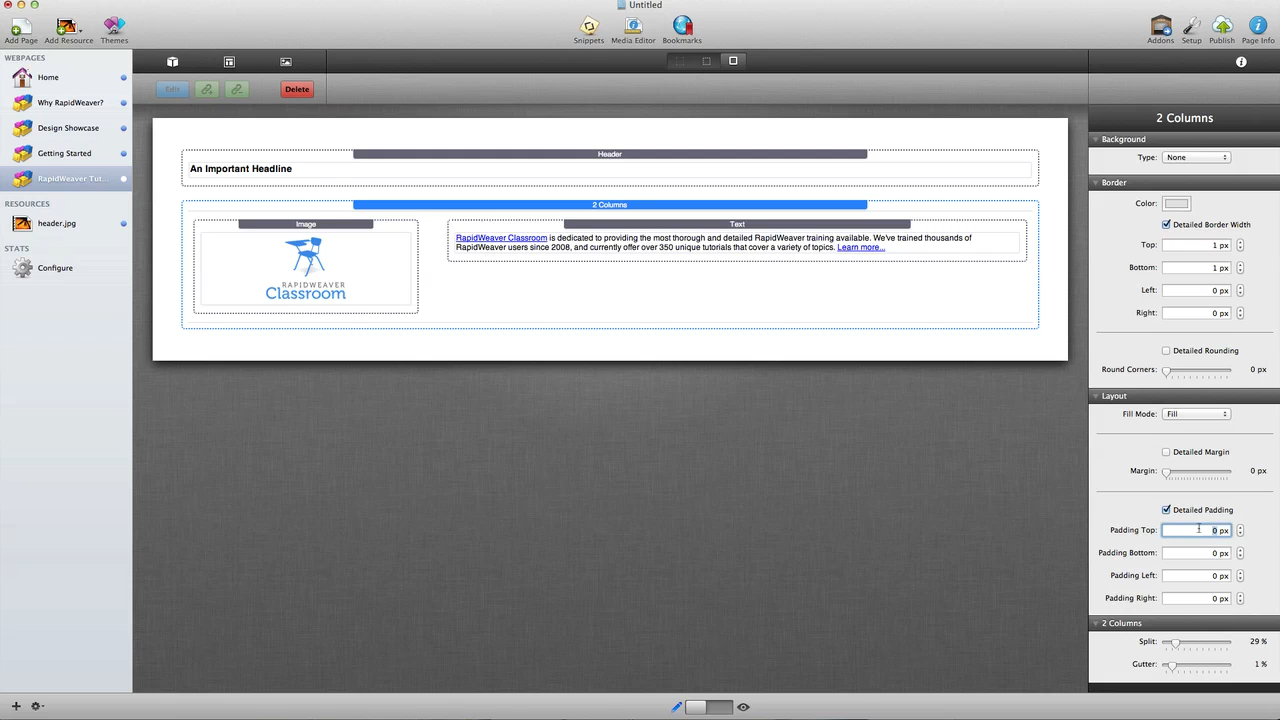 Untitled
Add Page
Add Resource
Themes
Snippets
Media Editor
Bookmarks
Addons
Setup
Publish
Page Info
WEBPAGES
Home
Why RapidWeaver?
Design Showcase
Getting Started
RapidWeaver Tut...
RESOURCES
header.jpg
STATS
Configure
Edit
Delete
Header
An Important Headline
2 Columns
Image
RAPIDWEAVER
Classroom
Text
RapidWeaver Classroom is dedicated to providing the most thorough and detailed RapidWeaver training available. We've trained thousands of
RapidWeaver users since 2008, and currently offer over 350 unique tutorials that cover a variety of topics. Learn more...
2 Columns
Background
Type: None
Border
Color:
Detailed Border Width
Top: 1 px
Bottom: 1 px
Left: 0 px
Right: 0 px
Detailed Rounding
Round Corners: 0 px
Layout
Fill Mode: Fill
Detailed Margin
Margin: 0 px
Detailed Padding
Padding Top: 0 px
Padding Bottom: 0 px
Padding Left: 0 px
Padding Right: 0 px
2 Columns
Split: 29 %
Gutter: 1 %